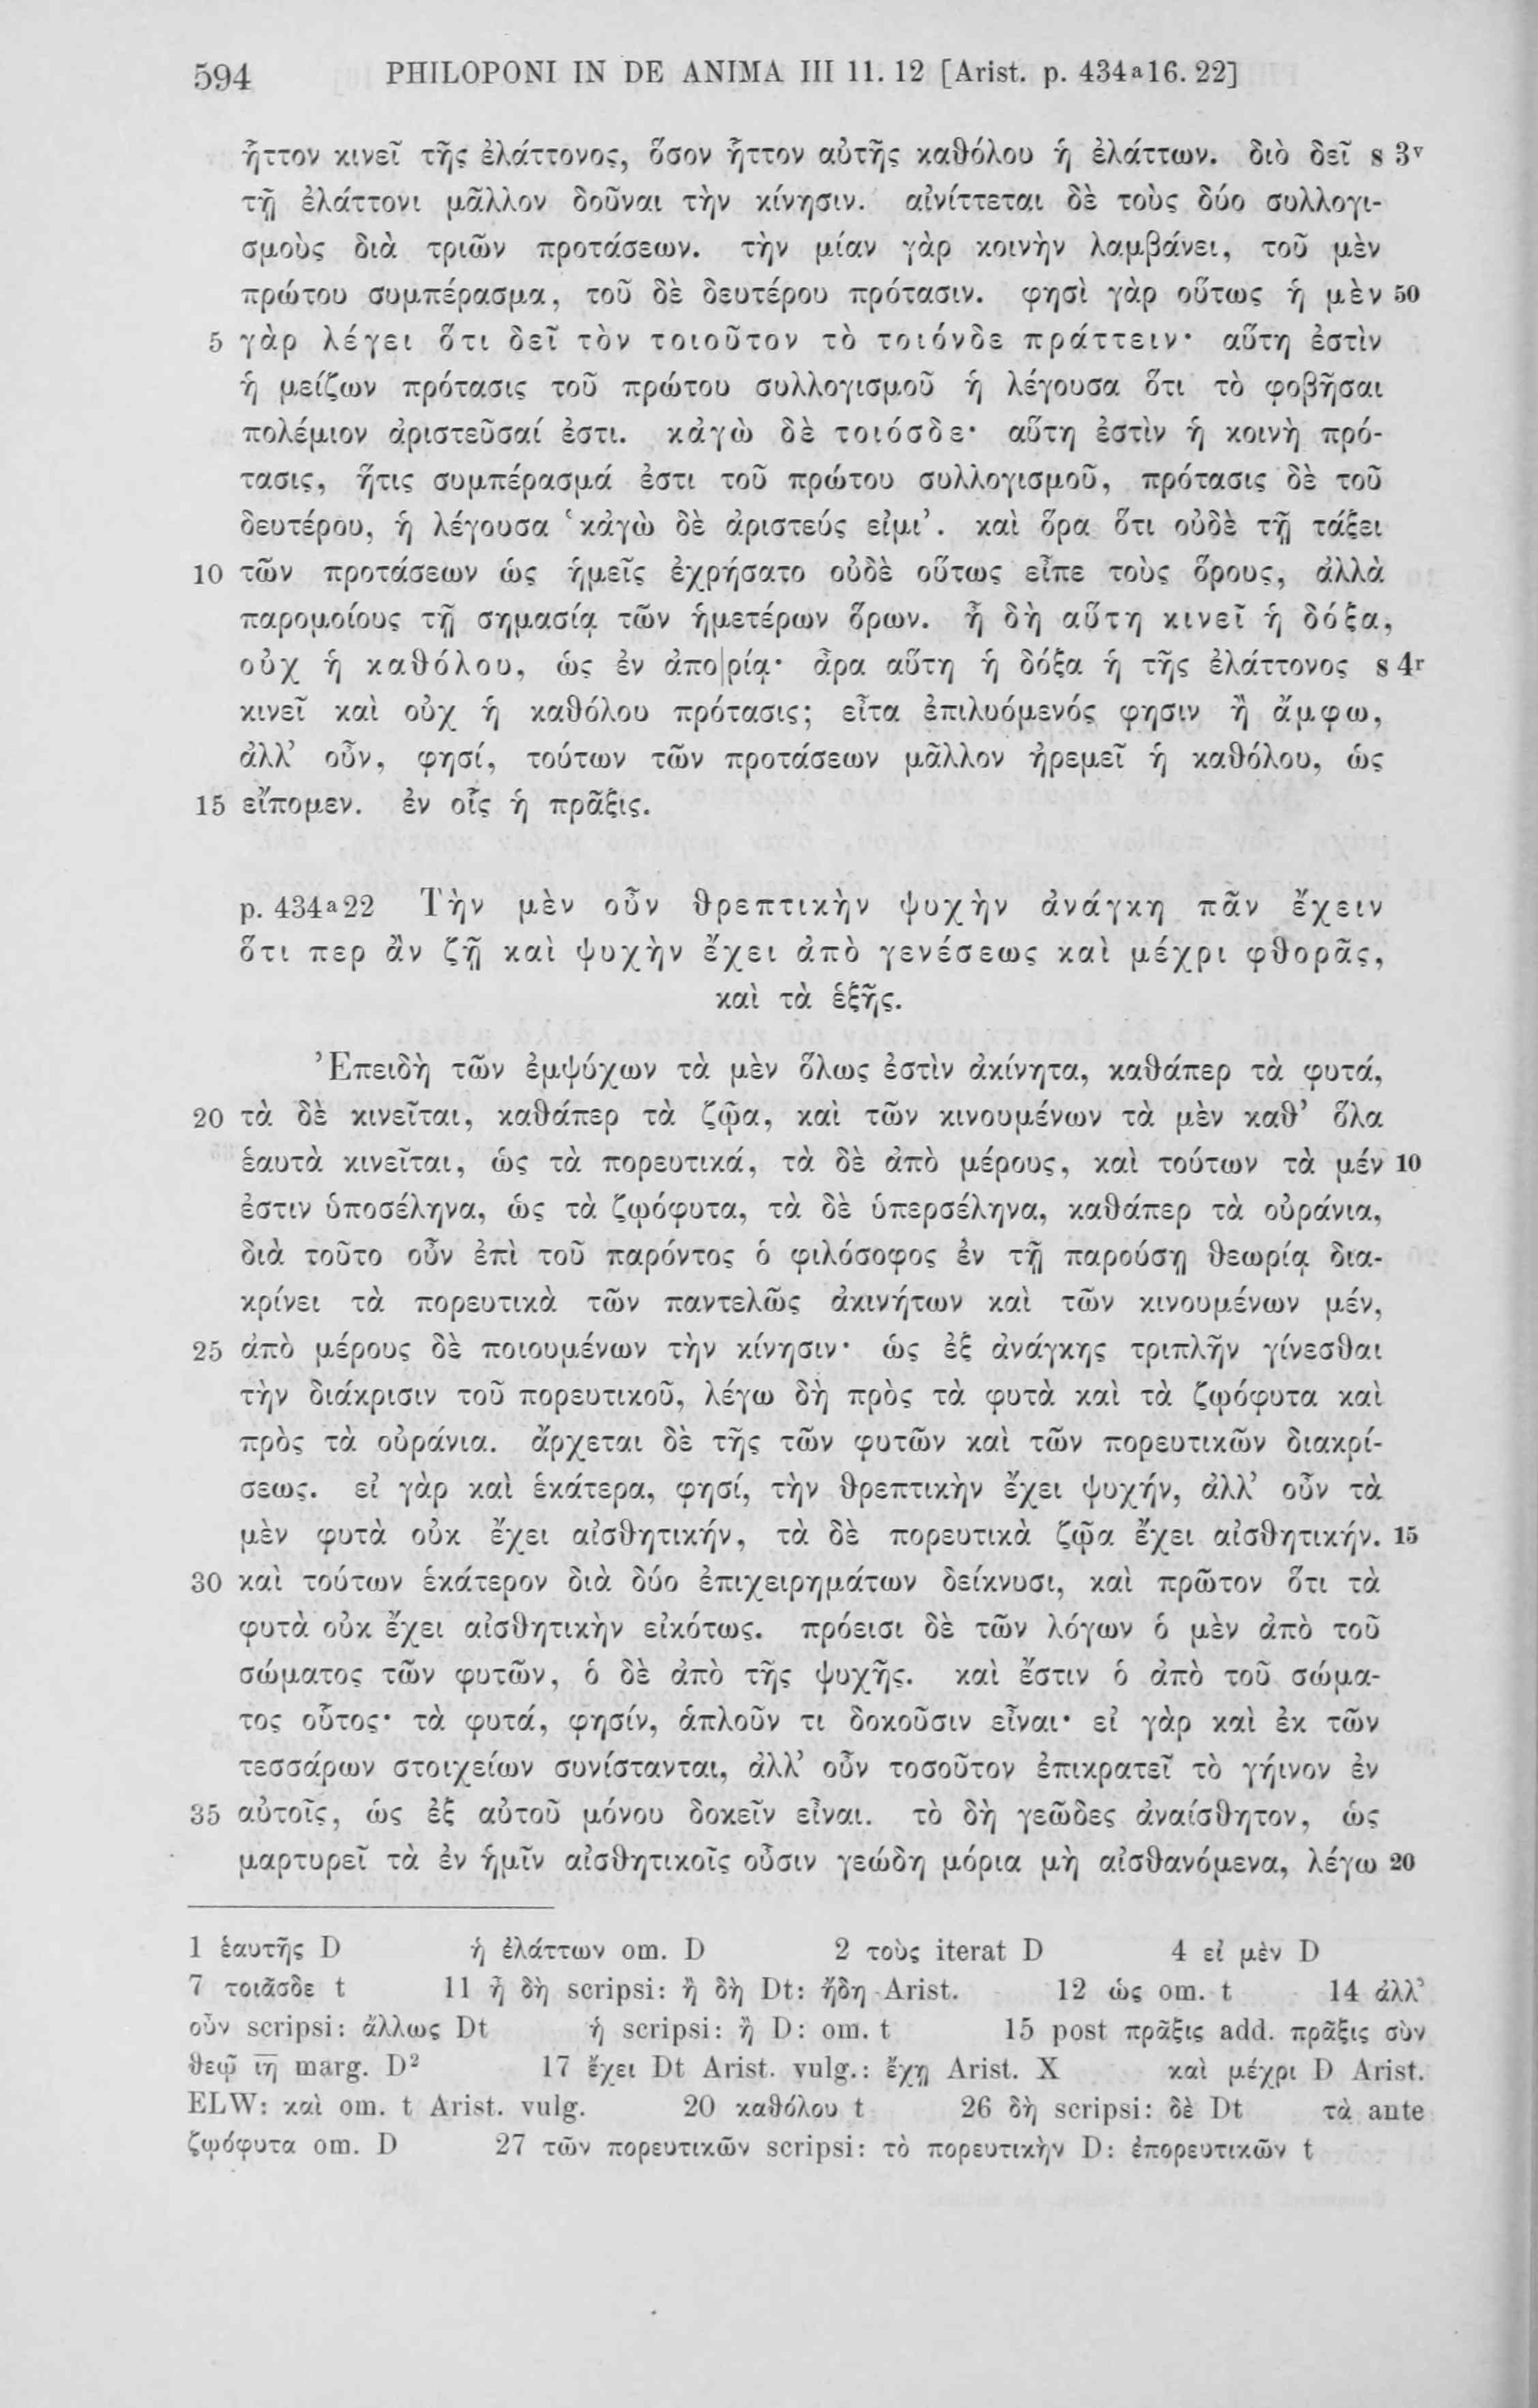 594 PHILOPONI IN DE ANIMA III 11. 12 [Arist. p. 434ᵃ16. 22]
ἧττον κινεῖ τῆς ἐλάττονος, ὅσον ἧττον αὐτῆς καθόλου ἡ ἐλάττων. διὸ δεῖ s 3ᵛ
τῇ ἐλάττονι μᾶλλον δοῦναι τὴν κίνησιν. αἰνίττεται δὲ τοὺς δύο συλλογι-
σμοὺς διὰ τριῶν προτάσεων. τὴν μίαν γὰρ κοινὴν λαμβάνει, τοῦ μὲν
πρώτου συμπέρασμα, τοῦ δὲ δευτέρου πρότασιν. φησὶ γὰρ οὕτως ἡ μὲν 50
5 γὰρ λέγει ὅτι δεῖ τὸν τοιοῦτον τὸ τοιόνδε πράττειν· αὕτη ἐστὶν
ἡ μείζων πρότασις τοῦ πρώτου συλλογισμοῦ ἡ λέγουσα ὅτι τὸ φοβῆσαι
πολέμιον ἀριστεῦσαί ἐστι. κἀγὼ δὲ τοιόσδε· αὕτη ἐστὶν ἡ κοινὴ πρό-
τασις, ἥτις συμπέρασμά ἐστι τοῦ πρώτου συλλογισμοῦ, πρότασις δὲ τοῦ
δευτέρου, ἡ λέγουσα ‘κἀγὼ δὲ ἀριστεύς εἰμι’. καὶ ὅρα ὅτι οὐδὲ τῇ τάξει
10 τῶν προτάσεων ὡς ἡμεῖς ἐχρήσατο οὐδὲ οὕτως εἶπε τοὺς ὅρους, ἀλλὰ
παρομοίους τῇ σημασίᾳ τῶν ἡμετέρων ὅρων. ἦ δὴ αὕτη κινεῖ ἡ δόξα,
οὐχ ἡ καθόλου, ὡς ἐν ἀπο|ρίᾳ· ἆρα αὕτη ἡ δόξα ἡ τῆς ἐλάττονος s 4ʳ
κινεῖ καὶ οὐχ ἡ καθόλου πρότασις; εἶτα ἐπιλυόμενός φησιν ἢ ἄμφω,
ἀλλ’ οὖν, φησί, τούτων τῶν προτάσεων μᾶλλον ἠρεμεῖ ἡ καθόλου, ὡς
15 εἴπομεν. ἐν οἷς ἡ πρᾶξις.
p. 434ᵃ22 Τὴν μὲν οὖν θρεπτικὴν ψυχὴν ἀνάγκη πᾶν ἔχειν
ὅτι περ ἂν ζῇ καὶ ψυχὴν ἔχει ἀπὸ γενέσεως καὶ μέχρι φθορᾶς,
καὶ τὰ ἑξῆς.
Ἐπειδὴ τῶν ἐμψύχων τὰ μὲν ὅλως ἐστὶν ἀκίνητα, καθάπερ τὰ φυτά,
20 τὰ δὲ κινεῖται, καθάπερ τὰ ζῷα, καὶ τῶν κινουμένων τὰ μὲν καθ’ ὅλα
ἑαυτὰ κινεῖται, ὡς τὰ πορευτικά, τὰ δὲ ἀπὸ μέρους, καὶ τούτων τὰ μέν 10
ἐστιν ὑποσέληνα, ὡς τὰ ζῳόφυτα, τὰ δὲ ὑπερσέληνα, καθάπερ τὰ οὐράνια,
διὰ τοῦτο οὖν ἐπὶ τοῦ παρόντος ὁ φιλόσοφος ἐν τῇ παρούσῃ θεωρίᾳ δια-
κρίνει τὰ πορευτικὰ τῶν παντελῶς ἀκινήτων καὶ τῶν κινουμένων μέν,
25 ἀπὸ μέρους δὲ ποιουμένων τὴν κίνησιν· ὡς ἐξ ἀνάγκης τριπλῆν γίνεσθαι
τὴν διάκρισιν τοῦ πορευτικοῦ, λέγω δὴ πρὸς τὰ φυτὰ καὶ τὰ ζῳόφυτα καὶ
πρὸς τὰ οὐράνια. ἄρχεται δὲ τῆς τῶν φυτῶν καὶ τῶν πορευτικῶν διακρί-
σεως. εἰ γὰρ καὶ ἑκάτερα, φησί, τὴν θρεπτικὴν ἔχει ψυχήν, ἀλλ’ οὖν τὰ
μὲν φυτὰ οὐκ ἔχει αἰσθητικήν, τὰ δὲ πορευτικὰ ζῷα ἔχει αἰσθητικήν. 15
30 καὶ τούτων ἑκάτερον διὰ δύο ἐπιχειρημάτων δείκνυσι, καὶ πρῶτον ὅτι τὰ
φυτὰ οὐκ ἔχει αἰσθητικὴν εἰκότως. πρόεισι δὲ τῶν λόγων ὁ μὲν ἀπὸ τοῦ
σώματος τῶν φυτῶν, ὁ δὲ ἀπὸ τῆς ψυχῆς. καὶ ἔστιν ὁ ἀπὸ τοῦ σώμα-
τος οὗτος· τὰ φυτά, φησίν, ἁπλοῦν τι δοκοῦσιν εἶναι· εἰ γὰρ καὶ ἐκ τῶν
τεσσάρων στοιχείων συνίστανται, ἀλλ’ οὖν τοσοῦτον ἐπικρατεῖ τὸ γήινον ἐν
35 αὐτοῖς, ὡς ἐξ αὐτοῦ μόνου δοκεῖν εἶναι. τὸ δὴ γεῶδες ἀναίσθητον, ὡς
μαρτυρεῖ τὰ ἐν ἡμῖν αἰσθητικοῖς οὖσιν γεώδη μόρια μὴ αἰσθανόμενα, λέγω 20
1 ἑαυτῆς D ἡ ἐλάττων om. D 2 τοὺς iterat D 4 εἰ μὲν D
7 τοιᾶσδε t 11 ἦ δὴ scripsi: ἢ δὴ Dt: ἤδη Arist. 12 ὡς om. t 14 ἀλλ’
οὖν scripsi: ἄλλως Dt ἡ scripsi: ἢ D: om. t 15 post πρᾶξις add. πρᾶξις σὺν
θεῷ ιη marg. D² 17 ἔχει Dt Arist. vulg.: ἔχῃ Arist. X καὶ μέχρι D Arist.
ELW: καὶ om. t Arist. vulg. 20 καθόλου t 26 δὴ scripsi: δὲ Dt τὰ ante
ζῳόφυτα om. D 27 τῶν πορευτικῶν scripsi: τὸ πορευτικὴν D: ἐπορευτικῶν t